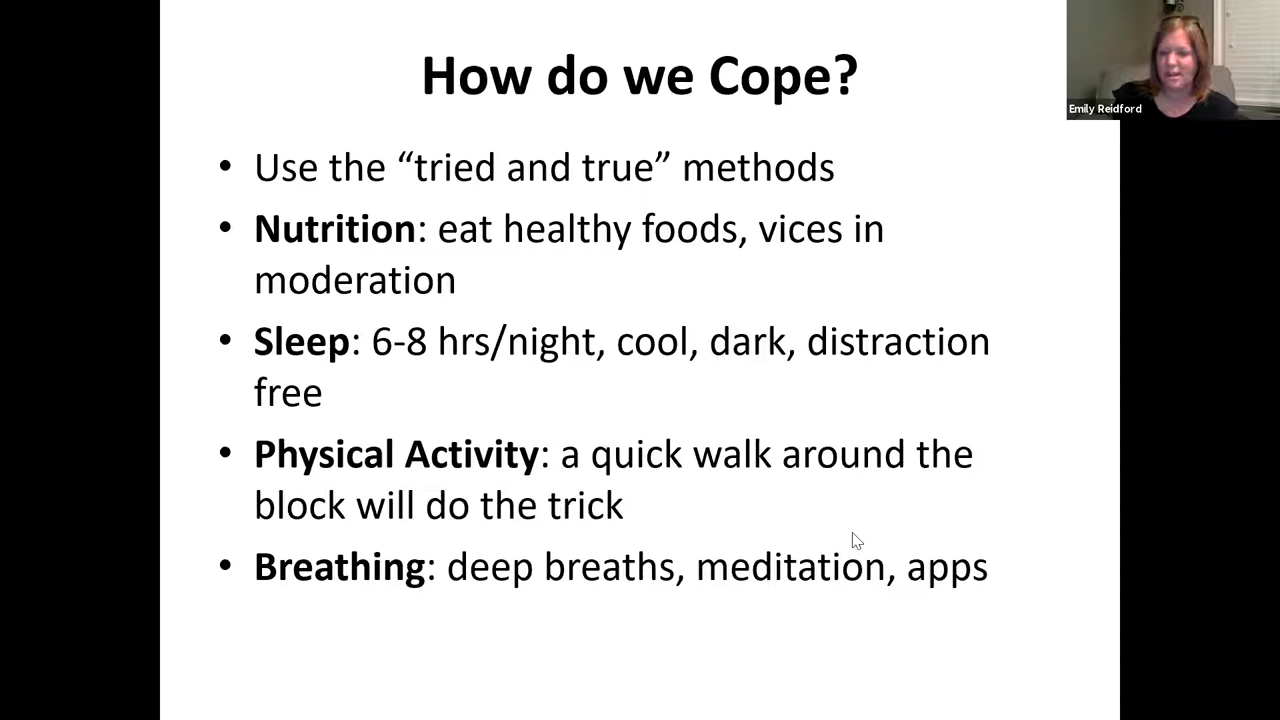 How do we Cope?
Emily Reidford
• Use the “tried and true” methods
• Nutrition: eat healthy foods, vices in
moderation
• Sleep: 6-8 hrs/night, cool, dark, distraction
free
• Physical Activity: a quick walk around the
block will do the trick
• Breathing: deep breaths, meditation, apps